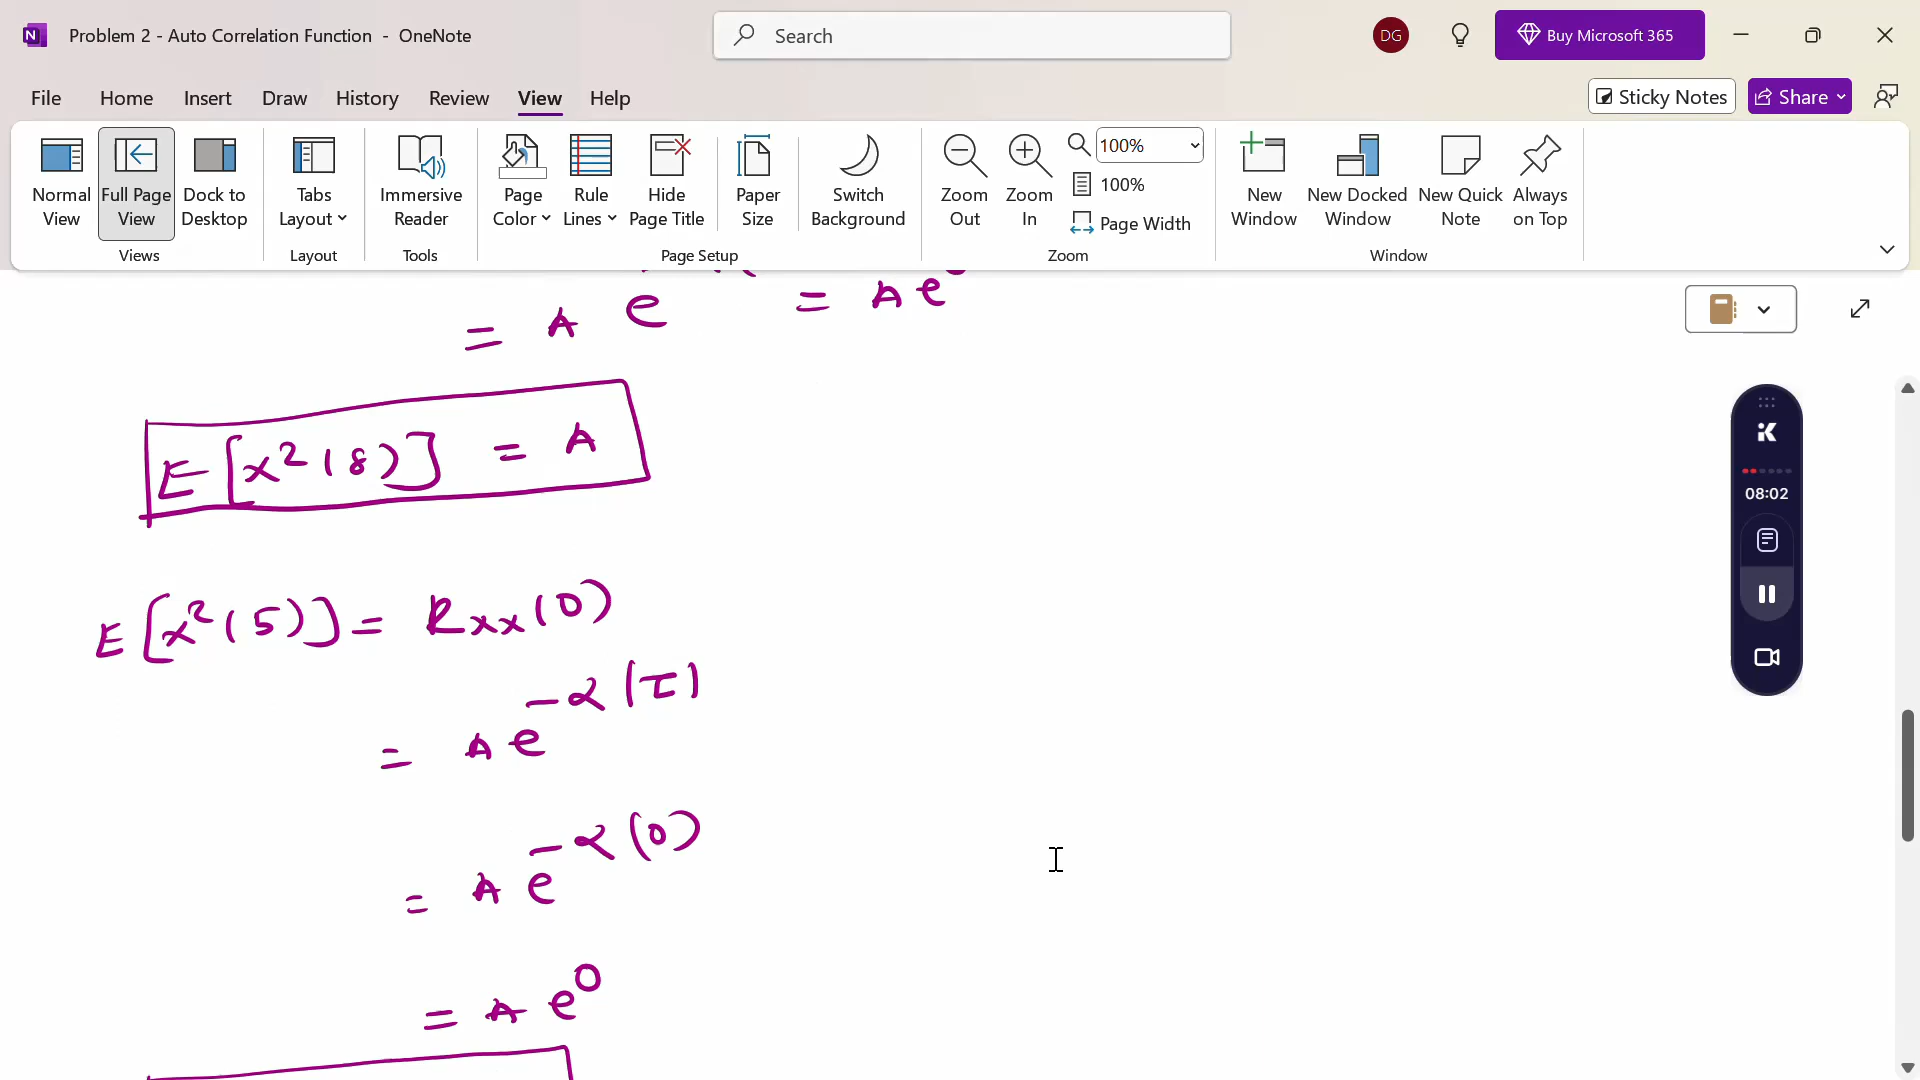 Problem 2 - Auto Correlation Function - OneNote
Search
DG
Buy Microsoft 365
File Home Insert Draw History Review View Help
Sticky Notes
Share
Normal View
Full Page View
Dock to Desktop
Views
Tabs Layout
Layout
Immersive Reader
Tools
Page Color
Rule Lines
Hide Page Title
Paper Size
Switch Background
Page Setup
Zoom Out
Zoom In
100%
100%
Page Width
Zoom
New Window
New Docked Window
New Quick Note
Always on Top
Window
= A e = A e
E[x²(8)] = A
E[x²(5)] = Rxx(0)
= A e^{-α|τ|}
= A e^{-α(0)}
= A e^0
08:02